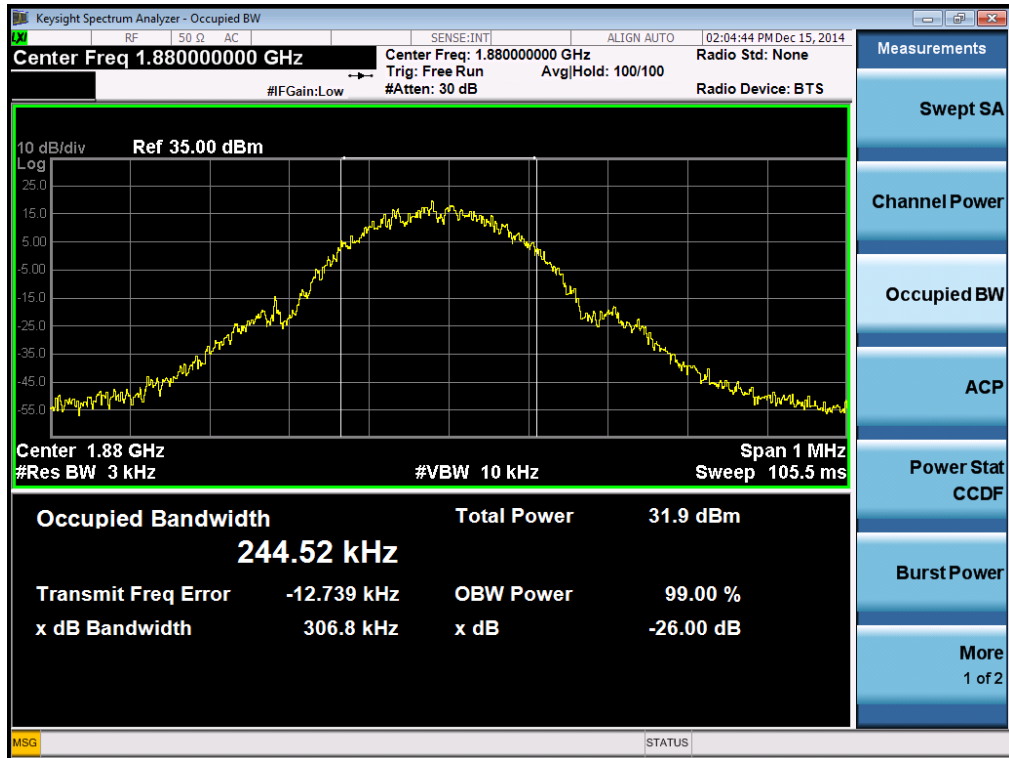 Keysight Spectrum Analyzer - Occupied BW
LXI RF 50 Ω AC SENSE:INT ALIGN AUTO 02:04:44 PM Dec 15, 2014
Center Freq 1.880000000 GHz
Center Freq: 1.880000000 GHz Radio Std: None
Trig: Free Run Avg|Hold: 100/100
#IFGain:Low #Atten: 30 dB Radio Device: BTS
10 dB/div Ref 35.00 dBm
Log
25.0
15.0
5.00
-5.00
-15.0
-25.0
-35.0
-45.0
-55.0
Center 1.88 GHz Span 1 MHz
#Res BW 3 kHz #VBW 10 kHz Sweep 105.5 ms
Occupied Bandwidth Total Power 31.9 dBm
244.52 kHz
Transmit Freq Error -12.739 kHz OBW Power 99.00 %
x dB Bandwidth 306.8 kHz x dB -26.00 dB
MSG STATUS
Measurements
Swept SA
Channel Power
Occupied BW
ACP
Power Stat
CCDF
Burst Power
More
1 of 2